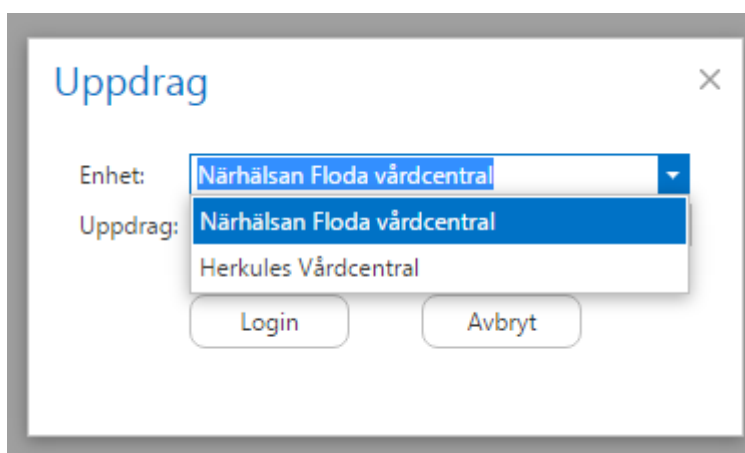 Uppdrag
Enhet: Närhälsan Floda vårdcentral
Uppdrag: Närhälsan Floda vårdcentral
Herkules Vårdcentral
Login Avbryt